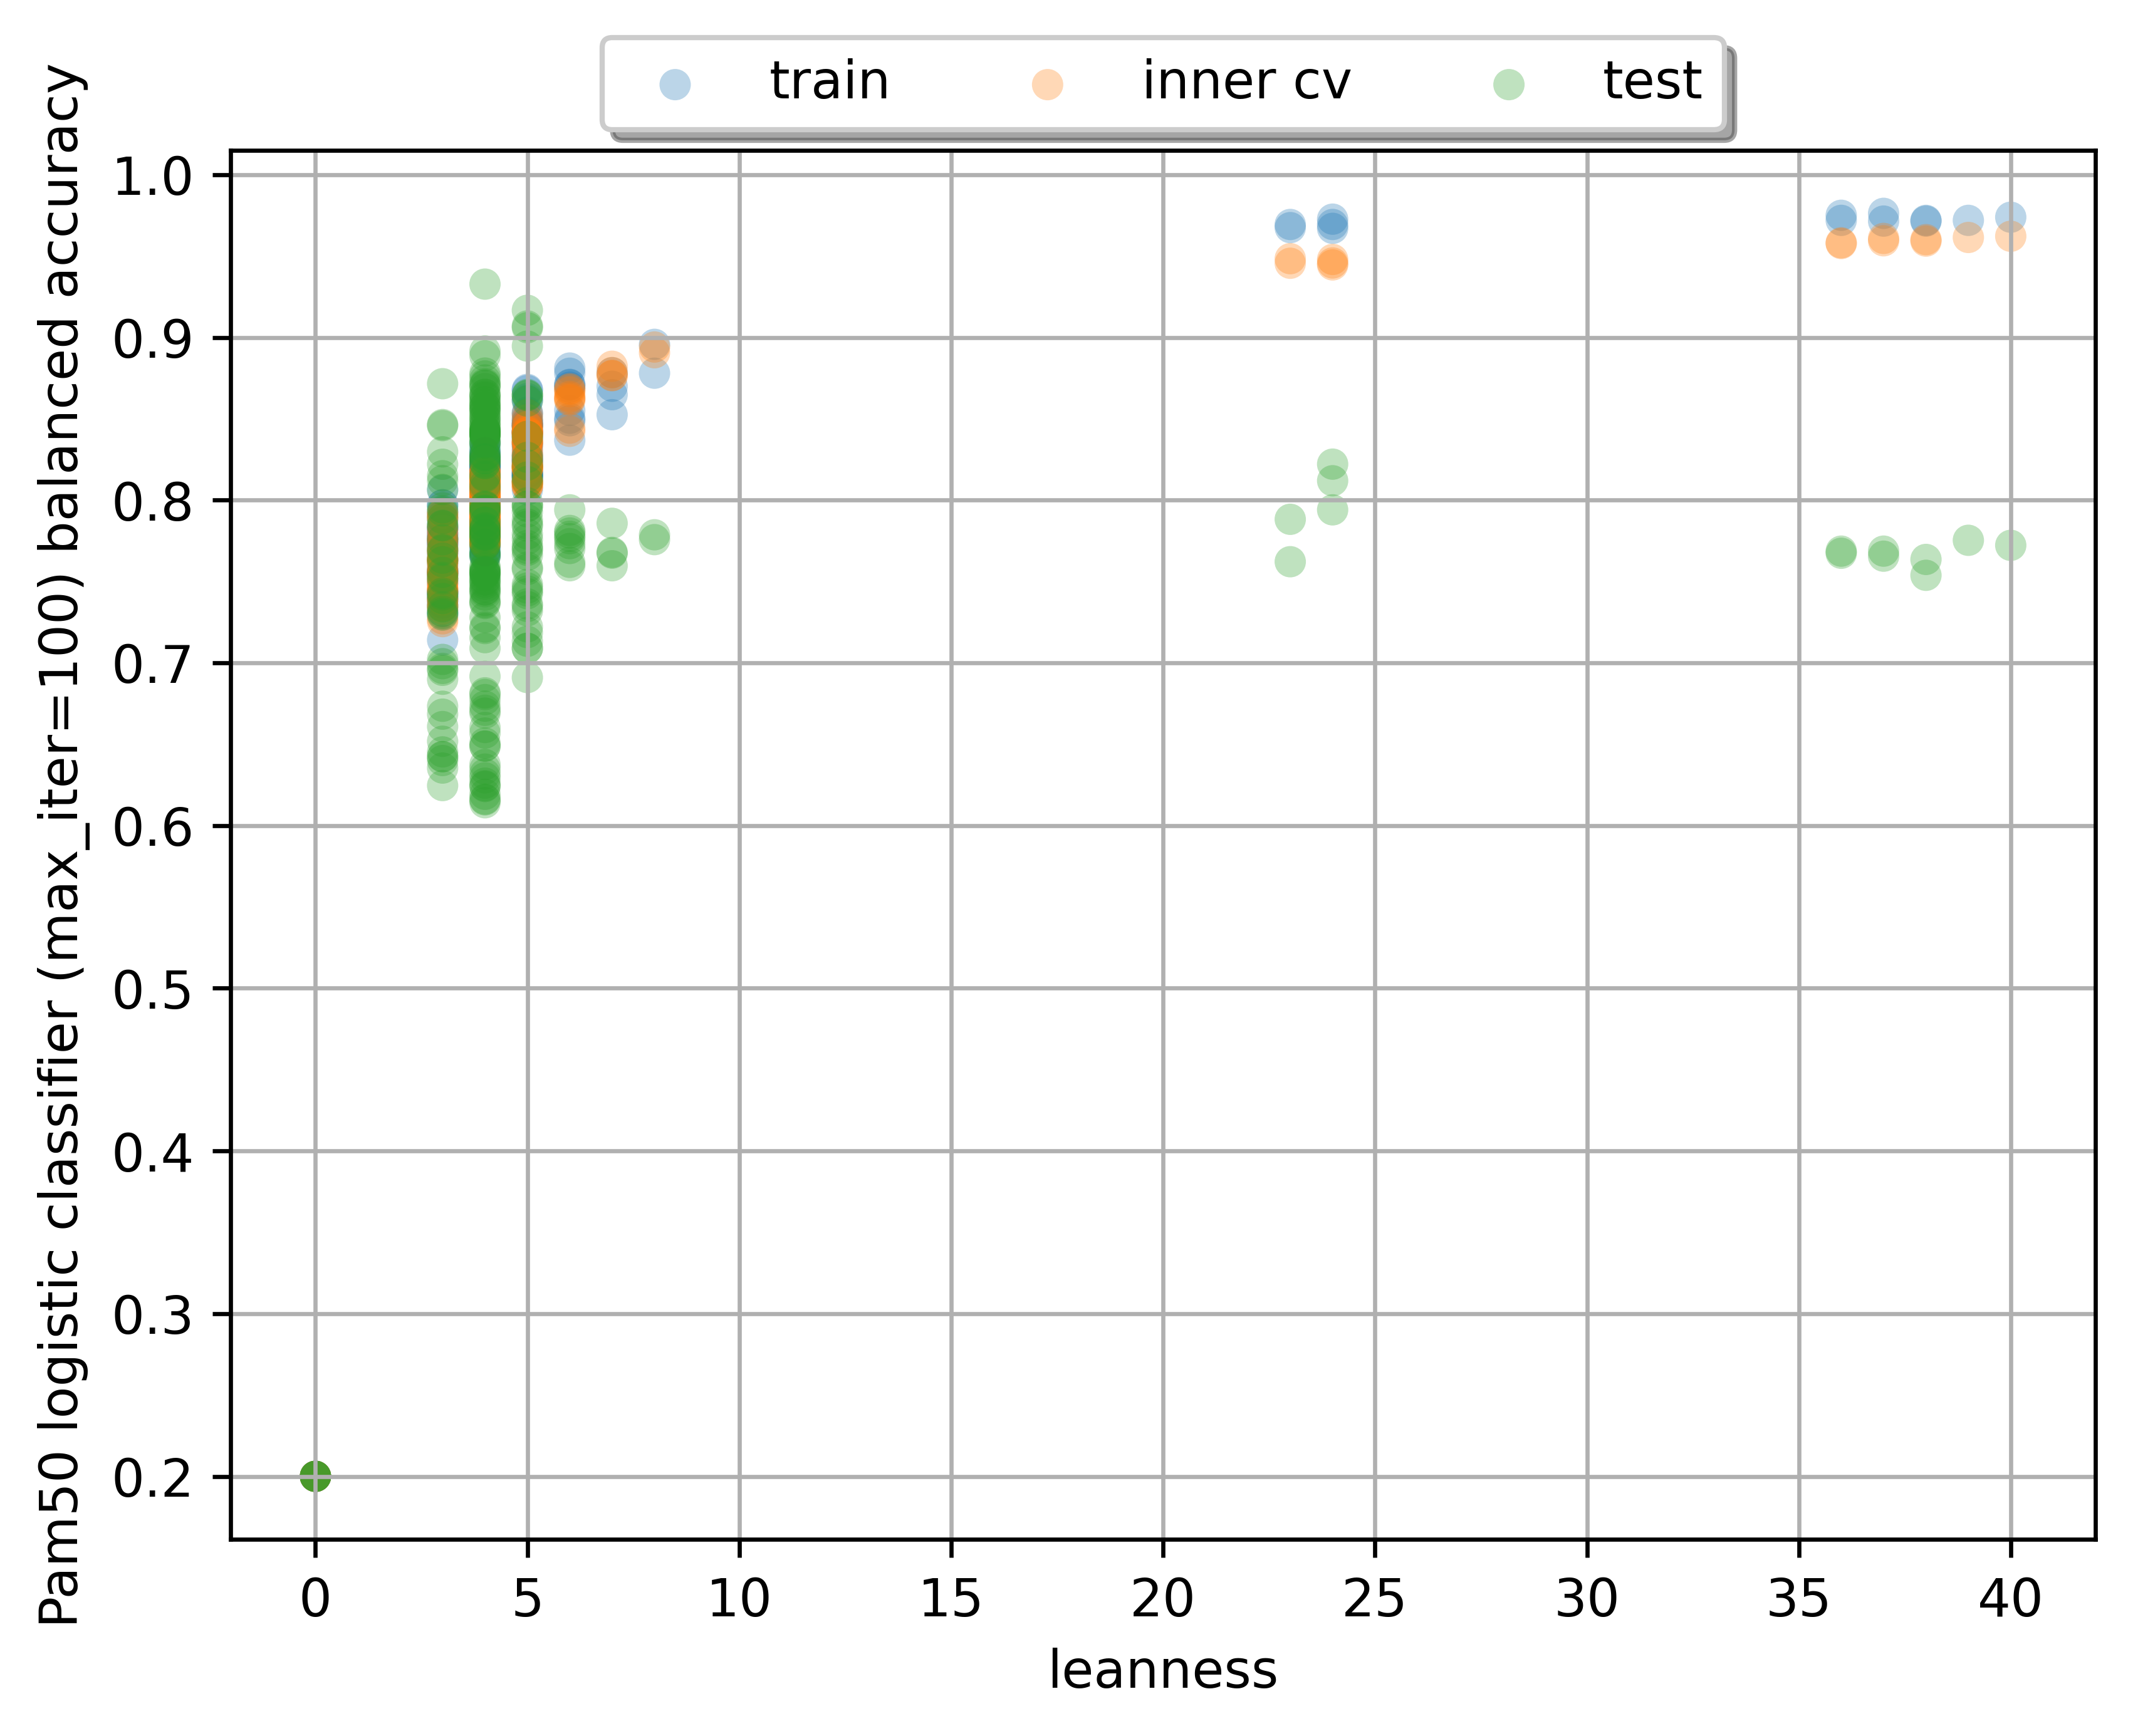 train inner cv test
Pam50 logistic classifier (max_iter=100) balanced accuracy
1.0
0.9
0.8
0.7
0.6
0.5
0.4
0.3
0.2
0 5 10 15 20 25 30 35 40
leanness